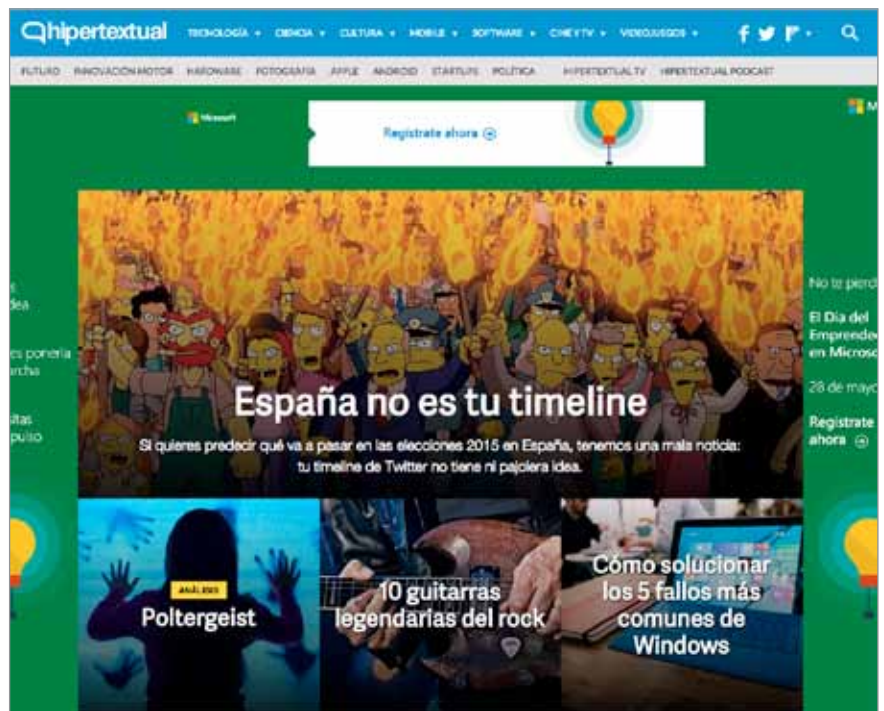 hipertextual
TECNOLOGÍA CIENCIA CULTURA MOBILE SOFTWARE CINE Y TV VIDEOJUEGOS
FUTURO INNOVACIÓN MOTOR HARDWARE FOTOGRAFÍA APPLE ANDROID STARTUPS POLÍTICA HIPERTEXTUAL TV HIPERTEXTUAL PODCAST
Microsoft
M
Regístrate ahora
España no es tu timeline
Si quieres predecir qué va a pasar en las elecciones 2015 en España, tenemos una mala noticia:
tu timeline de Twitter no tiene ni pajolera idea.
es ponería
pulso
No te pierd
El Día del
Emprende
en Microso
28 de mayo
Regístrate
ahora
ANÁLISIS
Poltergeist
10 guitarras
legendarias del rock
Cómo solucionar
los 5 fallos más
comunes de
Windows